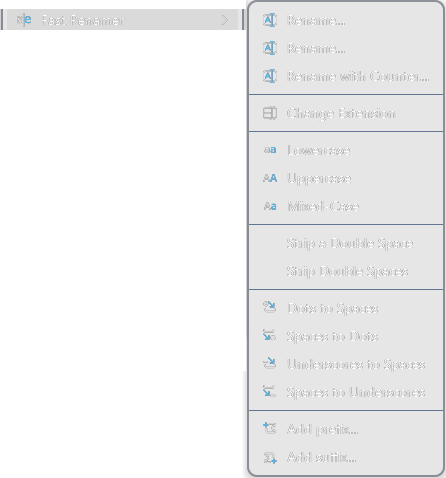 Fast Renamer
Rename...
Rename...
Rename with Counter...
Change Extension
Lowercase
Uppercase
Mixed-Case
Strip a Double Space
Strip Double Spaces
Dots to Spaces
Spaces to Dots
Underscores to Spaces
Spaces to Underscores
Add prefix...
Add suffix...